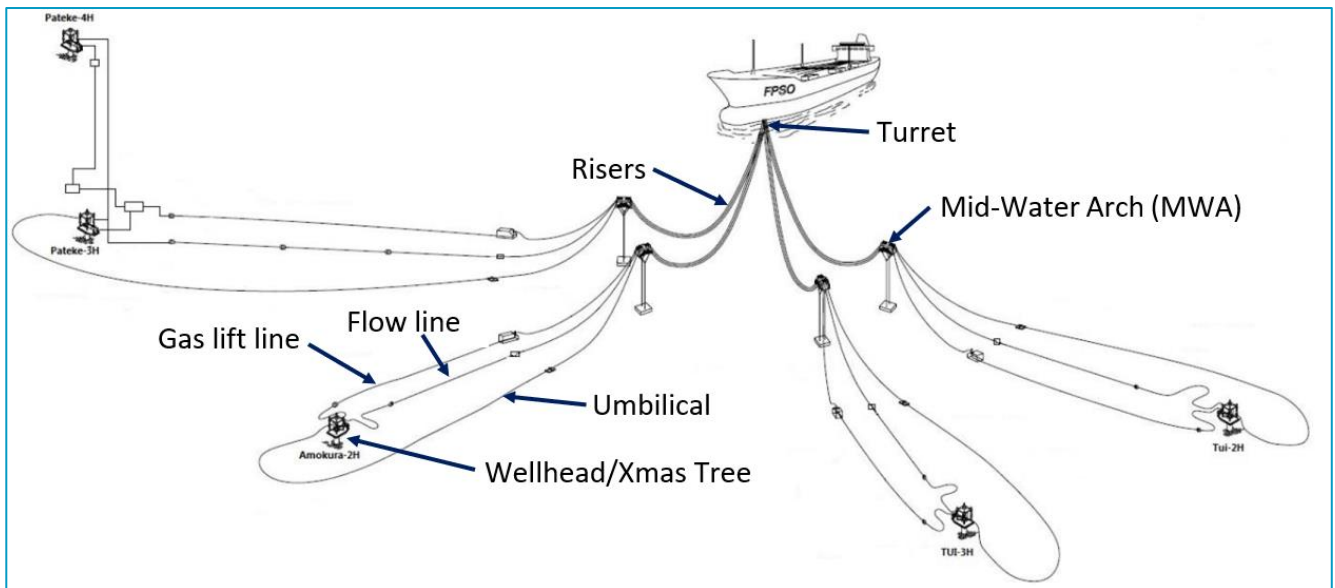 Pateke-4H
FPSO
Turret
Risers
Mid-Water Arch (MWA)
Pateke-3H
Flow line
Gas lift line
Umbilical
Amokura-2H
Wellhead/Xmas Tree
Tui-2H
TUI-3H